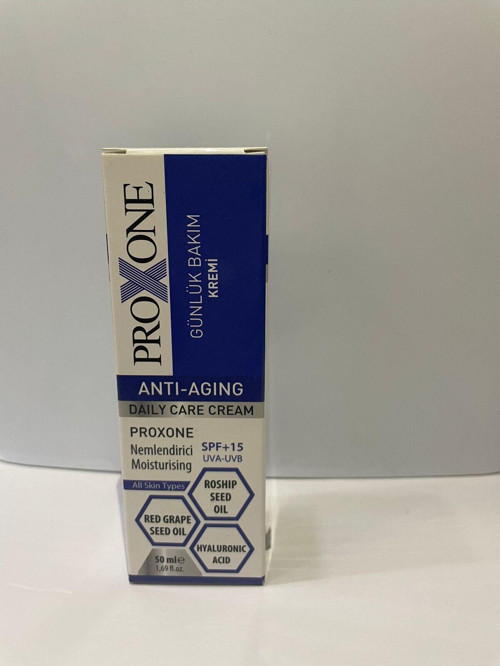 PROXONE
GÜNLÜK BAKIM
KREMİ
ANTI-AGING
DAILY CARE CREAM
PROXONE
Nemlendirici
Moisturising
SPF+15
UVA-UVB
All Skin Types
ROSHIP
SEED
OIL
RED GRAPE
SEED OIL
HYALURONIC
ACID
50 ml e
1,69 fl.oz.